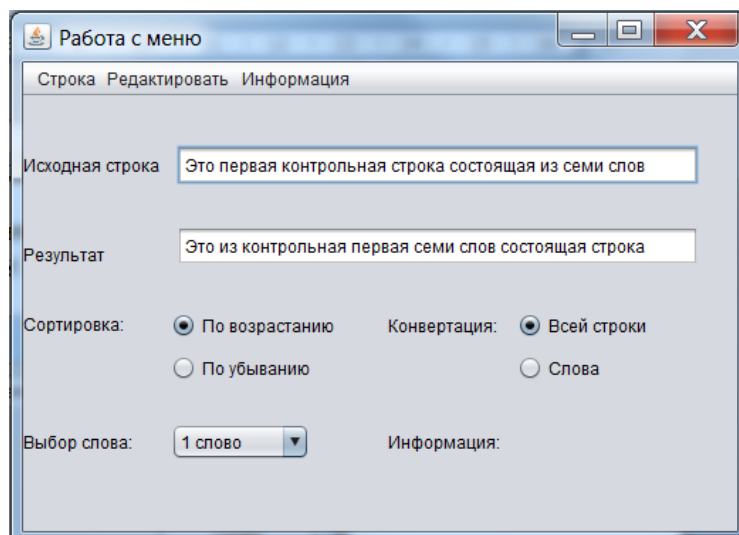 Работа с меню
Строка Редактировать Информация
Исходная строка Это первая контрольная строка состоящая из семи слов
Результат Это из контрольная первая семи слов состоящая строка
Сортировка: По возрастанию Конвертация: Всей строки
По убыванию Слова
Выбор слова: 1 слово Информация: